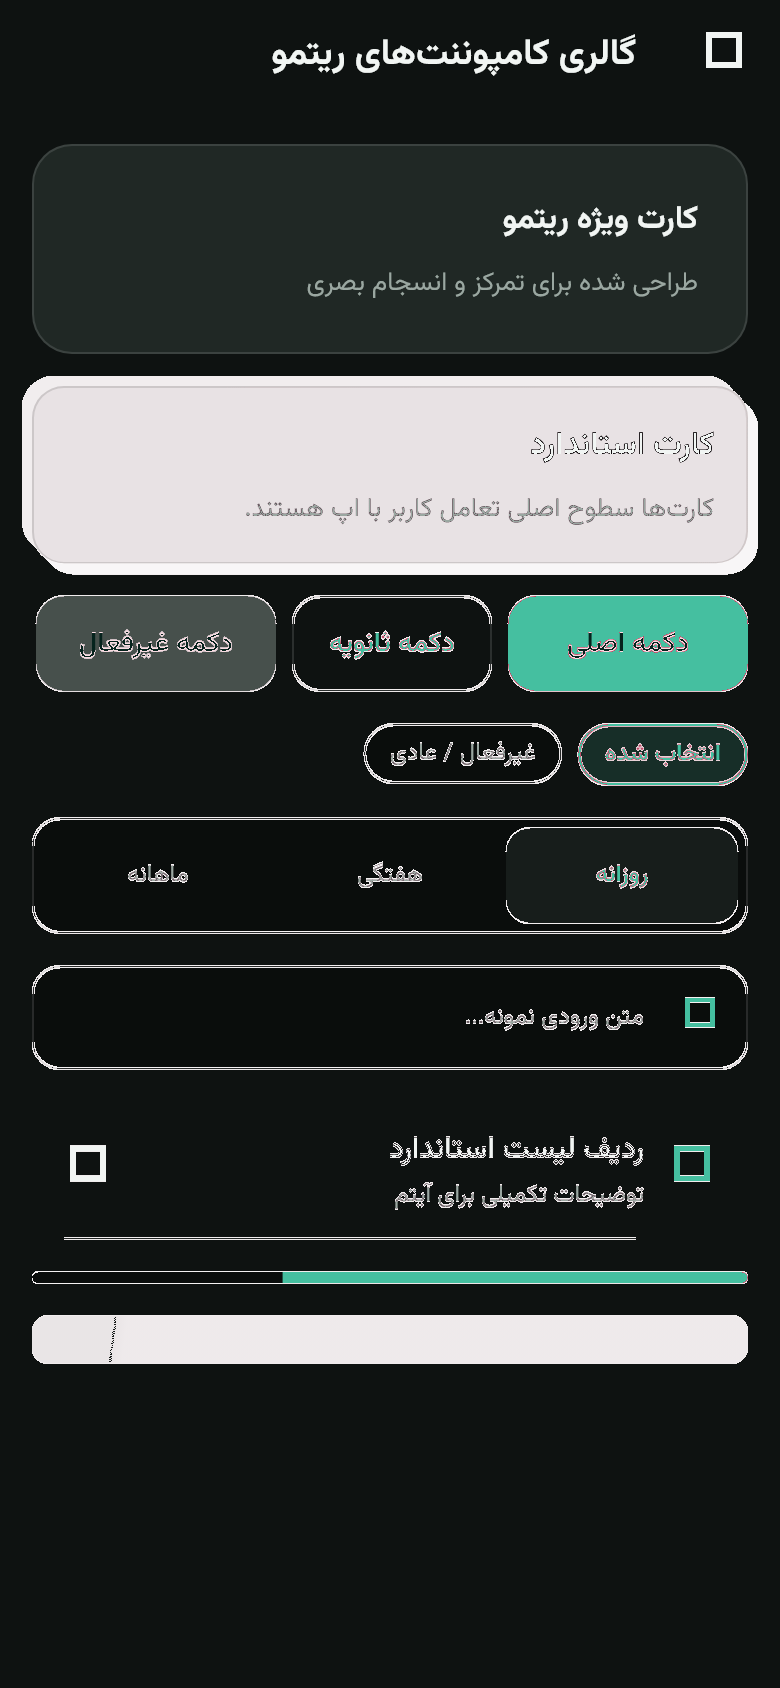 گالری کامپوننت‌های ریتمو
کارت ویژه ریتمو
طراحی شده برای تمرکز و انسجام بصری
کارت استاندارد
کارت‌ها سطوح اصلی تعامل کاربر با اپ هستند.
دکمه اصلی
دکمه ثانویه
دکمه غیرفعال
انتخاب شده
غیرفعال / عادی
روزانه
هفتگی
ماهانه
متن ورودی نمونه...
ردیف لیست استاندارد
توضیحات تکمیلی برای آیتم